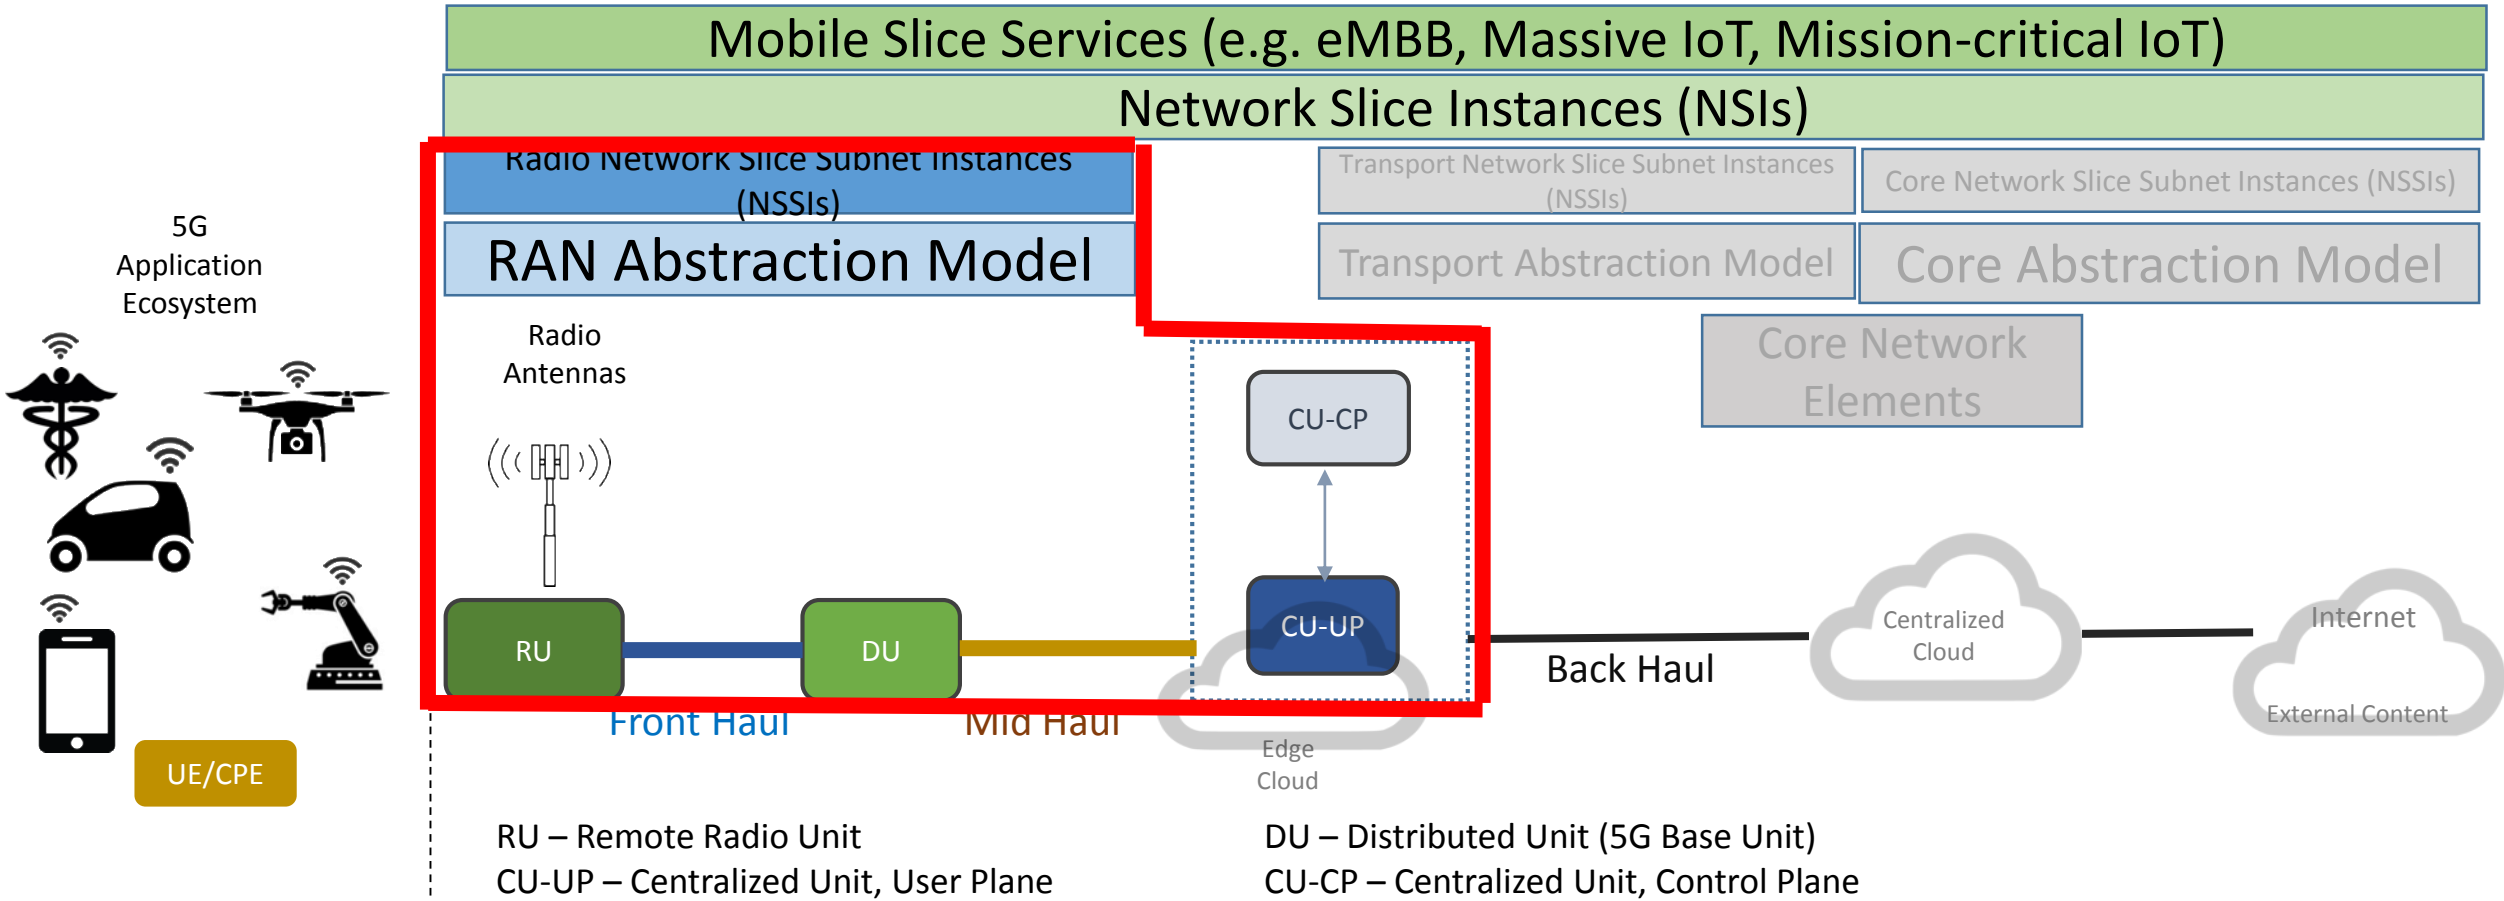 Mobile Slice Services (e.g. eMBB, Massive IoT, Mission-critical IoT)
Network Slice Instances (NSIs)
Radio Network Slice Subnet Instances
(NSSIs)
Transport Network Slice Subnet Instances
(NSSIs)
Core Network Slice Subnet Instances (NSSIs)
RAN Abstraction Model
Transport Abstraction Model
Core Abstraction Model
5G
Application
Ecosystem
Radio
Antennas
Core Network
Elements
CU-CP
CU-UP
RU
DU
Front Haul
Mid Haul
Back Haul
Edge
Cloud
Centralized
Cloud
Internet
External Content
UE/CPE
RU – Remote Radio Unit
CU-UP – Centralized Unit, User Plane
DU – Distributed Unit (5G Base Unit)
CU-CP – Centralized Unit, Control Plane